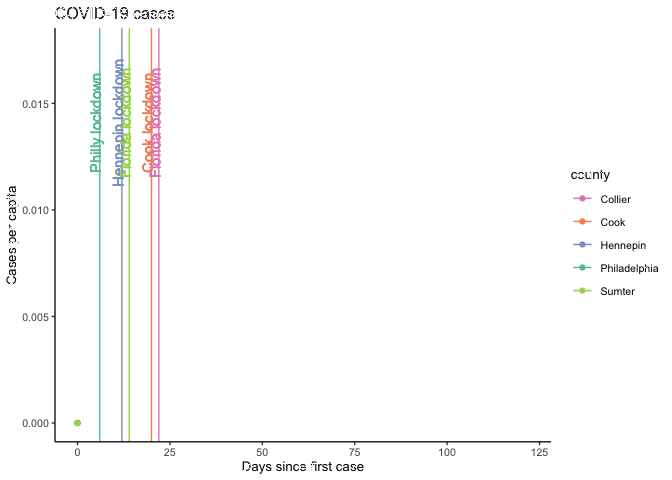 COVID-19 cases
Philly lockdown
Hennepin lockdown
Florida lockdown
Cook lockdown
Florida lockdown
0.015
0.010
0.005
0.000
Cases per capita
0
25
50
75
100
125
Days since first case
county
Collier
Cook
Hennepin
Philadelphia
Sumter